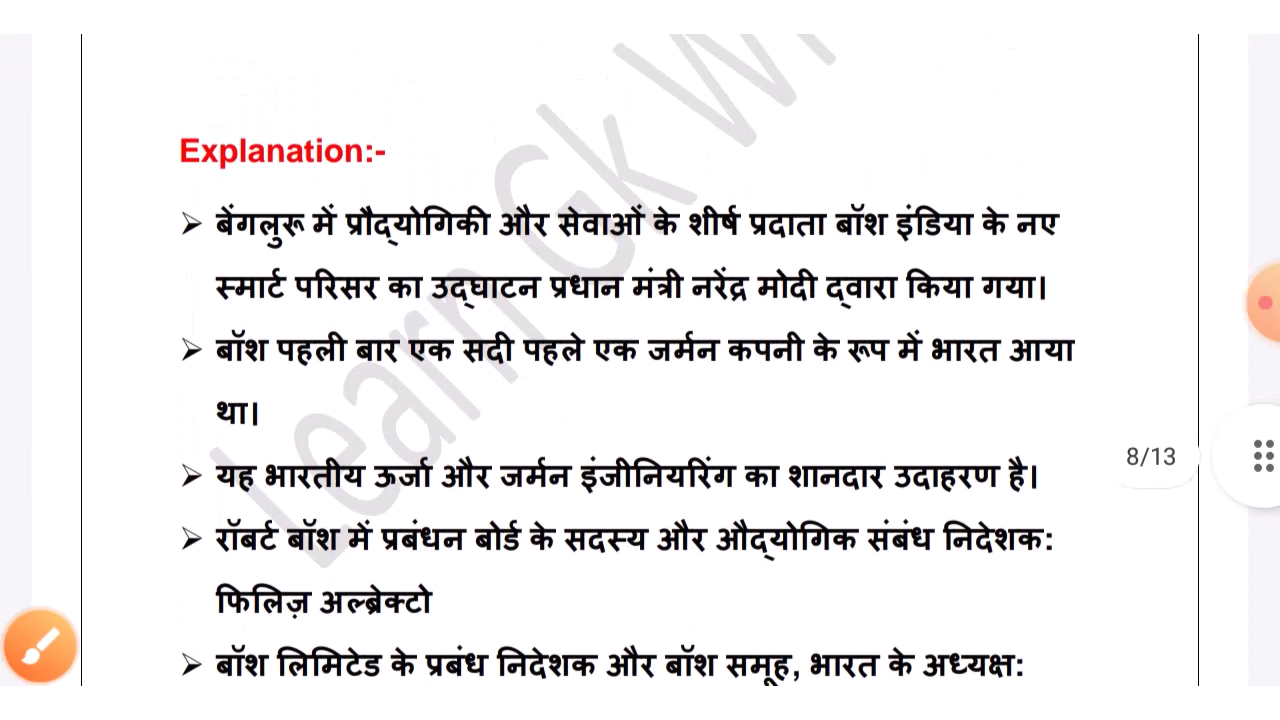 Explanation:-
➢ बेंगलुरू में प्रौद्योगिकी और सेवाओं के शीर्ष प्रदाता बॉश इंडिया के नए
स्मार्ट परिसर का उद्घाटन प्रधान मंत्री नरेंद्र मोदी द्वारा किया गया।
➢ बॉश पहली बार एक सदी पहले एक जर्मन कपनी के रूप में भारत आया
था।
➢ यह भारतीय ऊर्जा और जर्मन इंजीनियरिंग का शानदार उदाहरण है।
8/13
➢ रॉबर्ट बॉश में प्रबंधन बोर्ड के सदस्य और औद्योगिक संबंध निदेशक:
फिलिज़ अल्ब्रेक्टो
➢ बॉश लिमिटेड के प्रबंध निदेशक और बॉश समूह, भारत के अध्यक्ष:
Learn Gk W